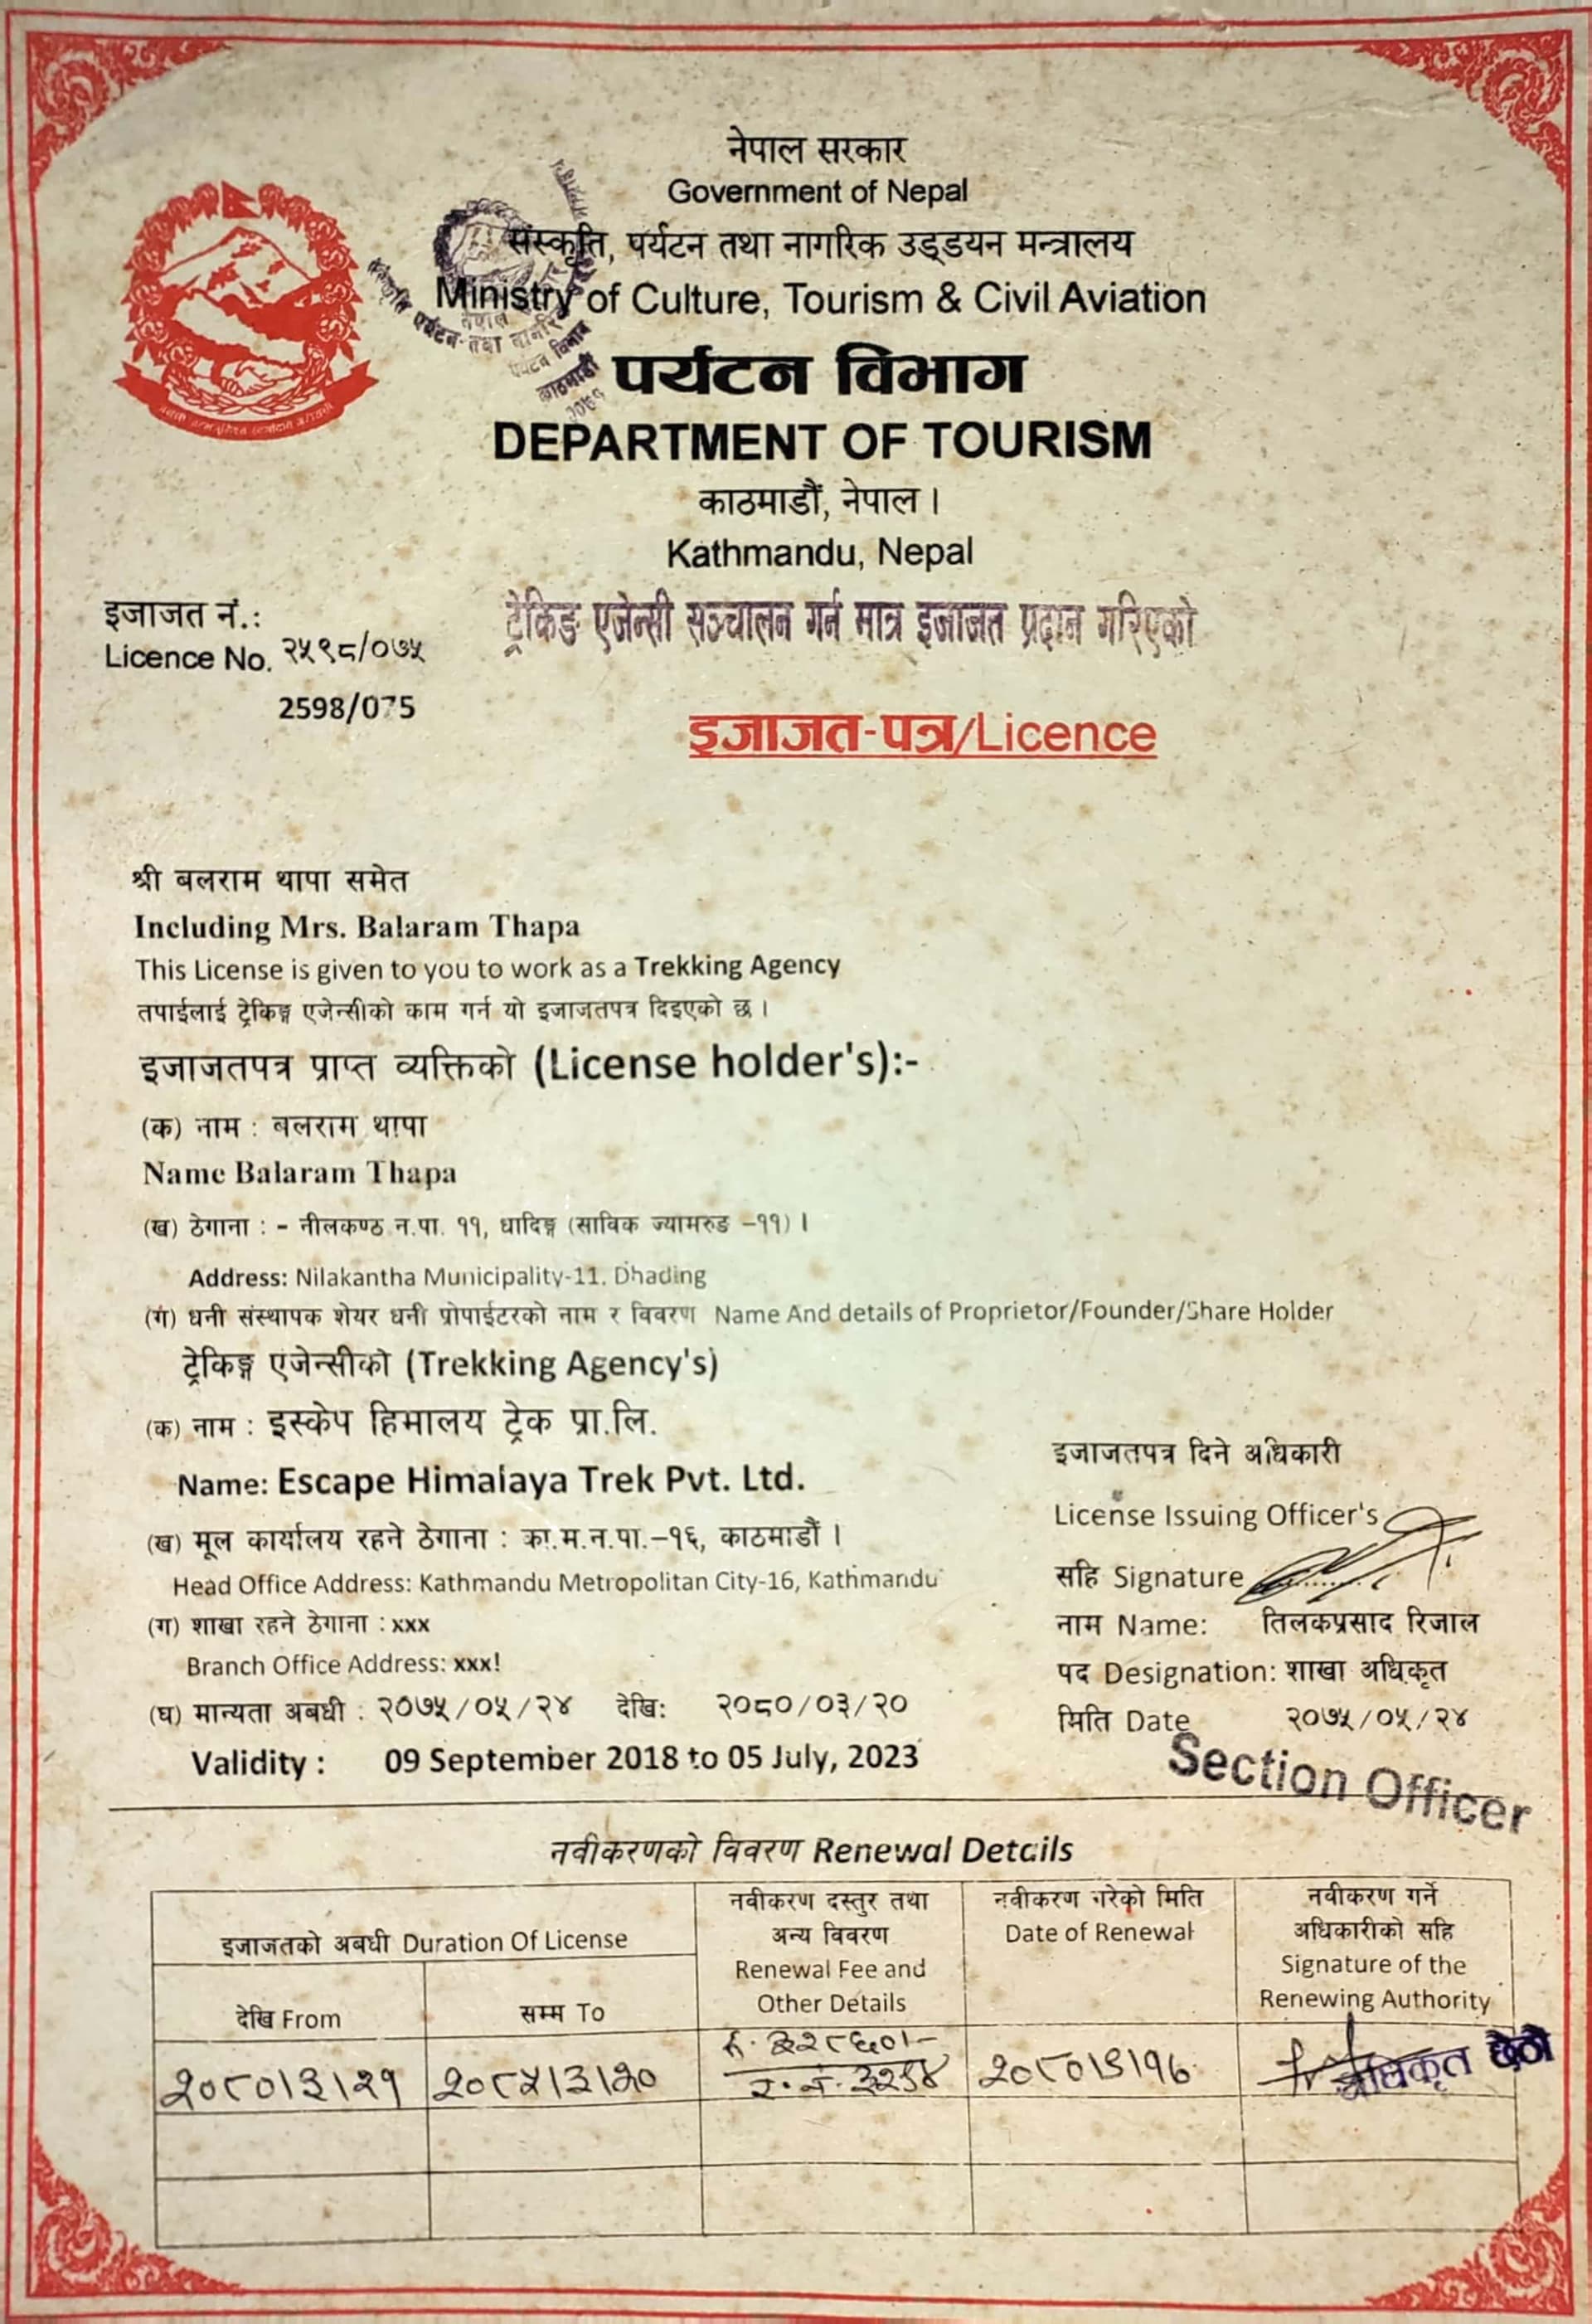 नेपाल सरकार
Government of Nepal
संस्कृति, पर्यटन तथा नागरिक उड्डयन मन्त्रालय
Ministry of Culture, Tourism & Civil Aviation
पर्यटन विभाग
DEPARTMENT OF TOURISM
काठमाडौं, नेपाल ।
Kathmandu, Nepal
इजाजत नं.:
Licence No. २५९८/०७५
2598/075
ट्रेकिङ एजेन्सी सञ्चालन गर्न मात्र इजाजत प्रदान गरिएको
इजाजत-पत्र/Licence
श्री बलराम थापा समेत
Including Mrs. Balaram Thapa
This License is given to you to work as a Trekking Agency
तपाईलाई ट्रेकिङ्ग एजेन्सीको काम गर्न यो इजाजतपत्र दिइएको छ ।
इजाजतपत्र प्राप्त व्यक्तिको (License holder's):-
(क) नाम : बलराम थापा
Name Balaram Thapa
(ख) ठेगाना : - नीलकण्ठ न.पा. ११, धादिङ्ग (साविक ज्यामरुङ -११) ।
Address: Nilakantha Municipality-11. Dhading
(ग) धनी संस्थापक शेयर धनी प्रोपाईटरको नाम र विवरण Name And details of Proprietor/Founder/Share Holder
ट्रेकिङ्ग एजेन्सीको (Trekking Agency's)
(क) नाम : इस्केप हिमालय ट्रेक प्रा.लि.
Name: Escape Himalaya Trek Pvt. Ltd.
(ख) मूल कार्यालय रहने ठेगाना : का.म.न.पा.-१६, काठमाडौं ।
Head Office Address: Kathmandu Metropolitan City-16, Kathmandu
(ग) शाखा रहने ठेगाना : xxx
Branch Office Address: xxx!
(घ) मान्यता अबधी : २०७५/०५/२४ देखि: २०८०/०३/२०
Validity : 09 September 2018 to 05 July, 2023
इजाजतपत्र दिने अधिकारी
License Issuing Officer's
सहि Signature
नाम Name: तिलकप्रसाद रिजाल
पद Designation: शाखा अधिकृत
मिति Date २०७५/०५/२४
Section Officer
नवीकरणको विवरण Renewal Details
इजाजतको अबधी Duration Of License
देखि From
सम्म To
नवीकरण दस्तुर तथा
अन्य विवरण
Renewal Fee and
Other Details
नवीकरण गरेको मिति
Date of Renewal
नवीकरण गर्ने
अधिकारीको सहि
Signature of the
Renewing Authority
२०८०।३।२१
२०८५।३।२०